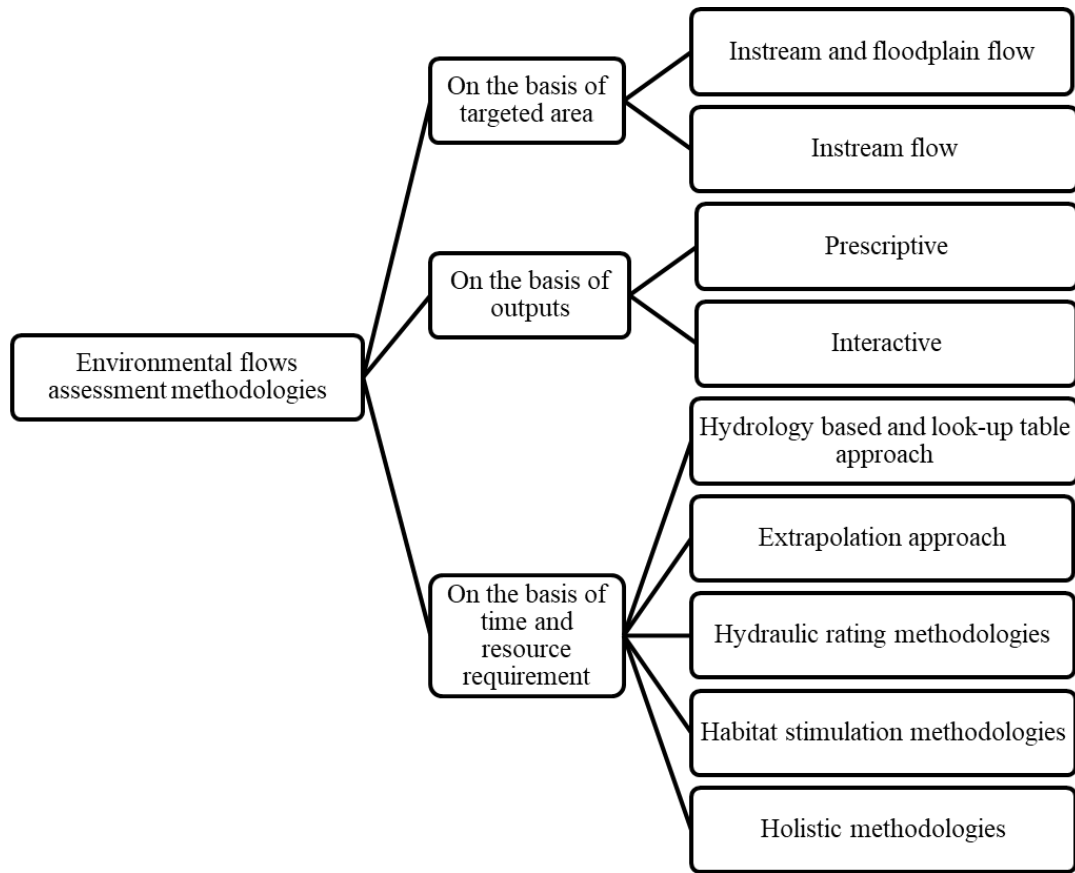 Environmental flows
assessment methodologies
On the basis of
targeted area
Instream and floodplain flow
Instream flow
On the basis of
outputs
Prescriptive
Interactive
On the basis of
time and
resource
requirement
Hydrology based and look-up table
approach
Extrapolation approach
Hydraulic rating methodologies
Habitat stimulation methodologies
Holistic methodologies